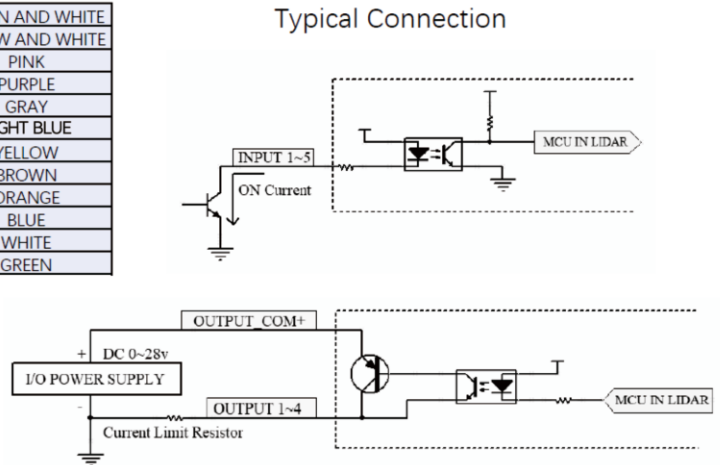 N AND WHITE
W AND WHITE
PINK
PURPLE
GRAY
GHT BLUE
YELLOW
BROWN
ORANGE
BLUE
WHITE
GREEN
Typical Connection
INPUT 1~5
ON Current
MCU IN LIDAR
OUTPUT_COM+
+ DC 0~28v
I/O POWER SUPPLY
-
OUTPUT 1~4
Current Limit Resistor
MCU IN LIDAR